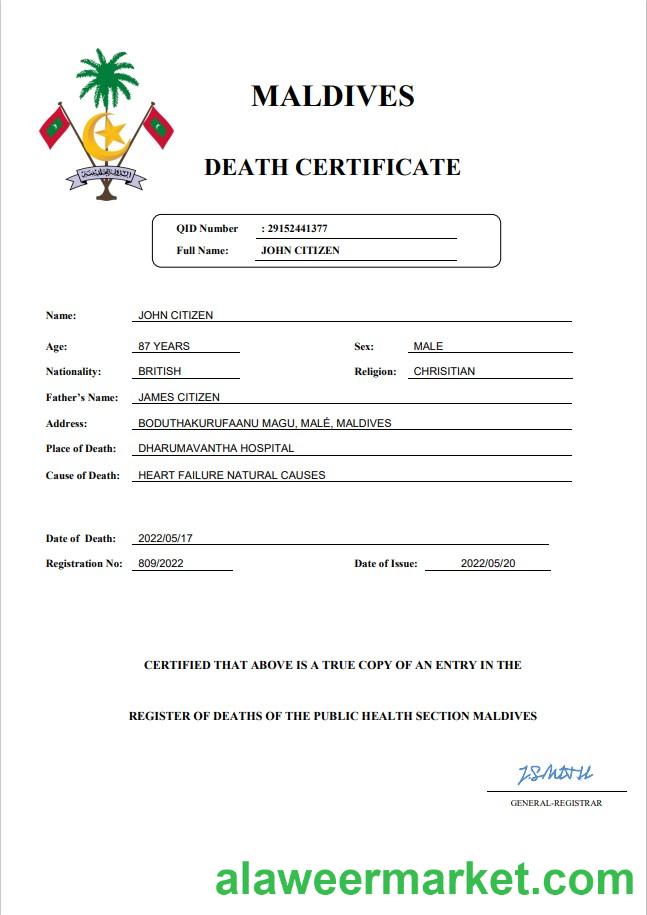 MALDIVES
DEATH CERTIFICATE
QID Number : 29152441377
Full Name: JOHN CITIZEN
Name: JOHN CITIZEN
Age: 87 YEARS Sex: MALE
Nationality: BRITISH Religion: CHRISITIAN
Father's Name: JAMES CITIZEN
Address: BODUTHAKURUFAANU MAGU, MALÉ, MALDIVES
Place of Death: DHARUMAVANTHA HOSPITAL
Cause of Death: HEART FAILURE NATURAL CAUSES
Date of Death: 2022/05/17
Registration No: 809/2022 Date of Issue: 2022/05/20
CERTIFIED THAT ABOVE IS A TRUE COPY OF AN ENTRY IN THE
REGISTER OF DEATHS OF THE PUBLIC HEALTH SECTION MALDIVES
GENERAL-REGISTRAR
alaweermarket.com